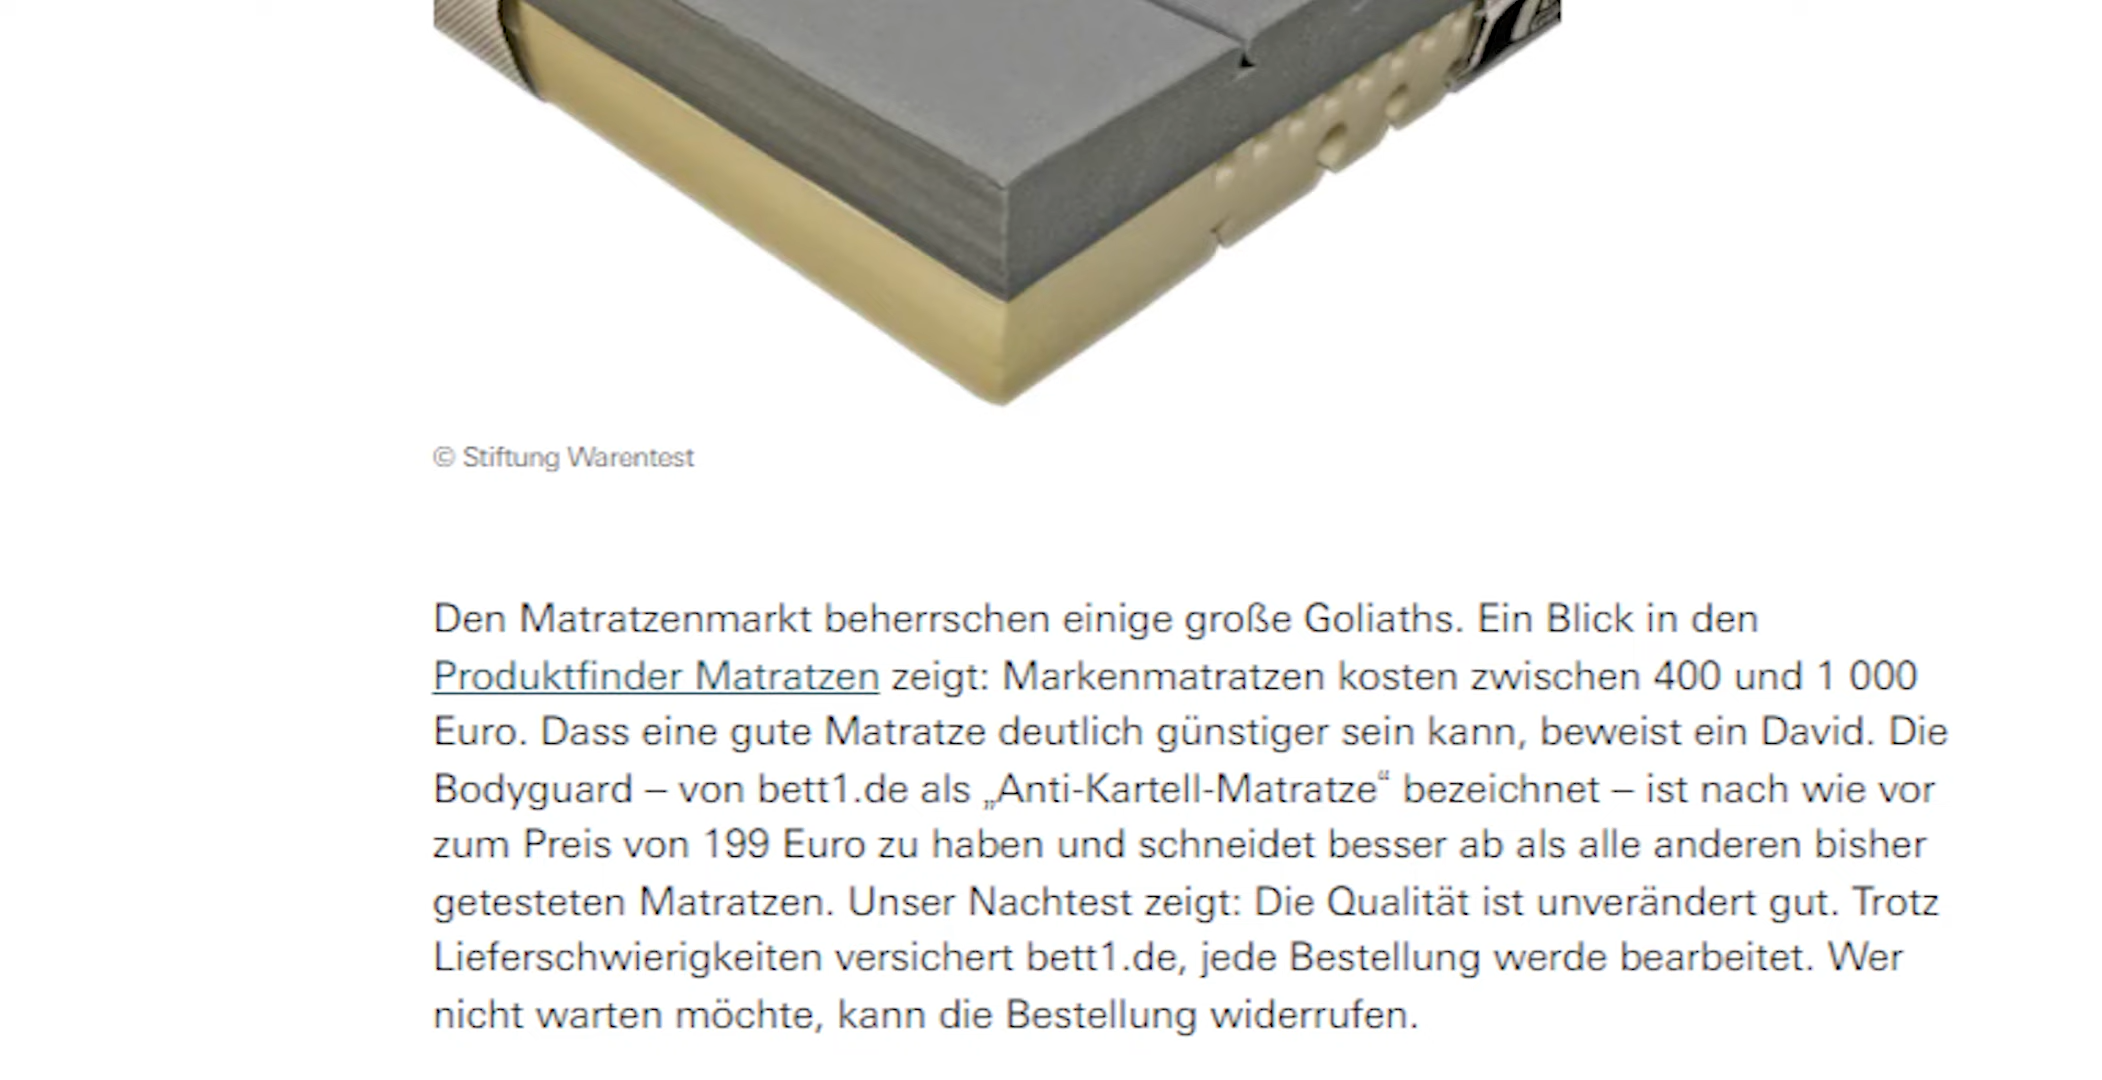 © Stiftung Warentest
Den Matratzenmarkt beherrschen einige große Goliaths. Ein Blick in den
Produktfinder Matratzen zeigt: Markenmatratzen kosten zwischen 400 und 1 000
Euro. Dass eine gute Matratze deutlich günstiger sein kann, beweist ein David. Die
Bodyguard – von bett1.de als „Anti-Kartell-Matratze“ bezeichnet – ist nach wie vor
zum Preis von 199 Euro zu haben und schneidet besser ab als alle anderen bisher
getesteten Matratzen. Unser Nachtest zeigt: Die Qualität ist unverändert gut. Trotz
Lieferschwierigkeiten versichert bett1.de, jede Bestellung werde bearbeitet. Wer
nicht warten möchte, kann die Bestellung widerrufen.